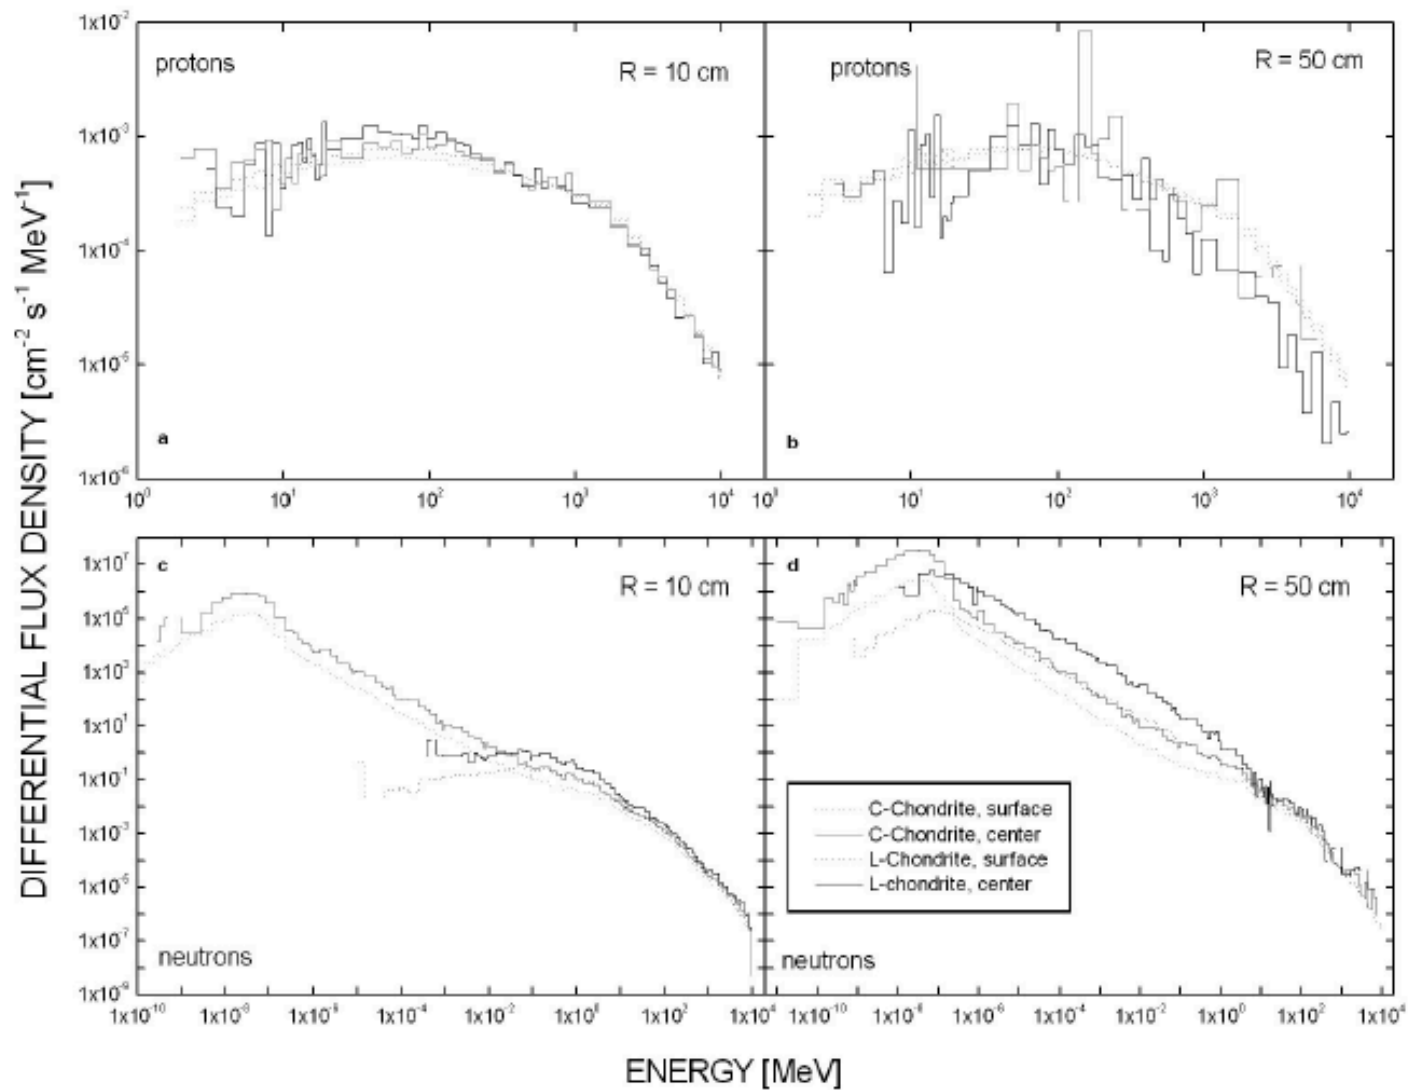 DIFFERENTIAL FLUX DENSITY [cm⁻² s⁻¹ MeV⁻¹]
1x10⁻²
1x10⁻³
1x10⁻⁴
1x10⁻⁵
1x10⁻⁶
protons
R = 10 cm
a
10⁰ 10¹ 10² 10³ 10⁴
protons
R = 50 cm
b
10⁰ 10¹ 10² 10³ 10⁴
1x10⁷
1x10⁵
1x10³
1x10¹
1x10⁻¹
1x10⁻³
1x10⁻⁵
1x10⁻⁷
1x10⁻⁹
c
R = 10 cm
neutrons
1x10⁻¹⁰ 1x10⁻⁸ 1x10⁻⁶ 1x10⁻⁴ 1x10⁻² 1x10⁰ 1x10² 1x10⁴
d
R = 50 cm
C-Chondrite, surface
C-Chondrite, center
L-Chondrite, surface
L-chondrite, center
neutrons
1x10⁻¹⁰ 1x10⁻⁸ 1x10⁻⁶ 1x10⁻⁴ 1x10⁻² 1x10⁰ 1x10² 1x10⁴
ENERGY [MeV]